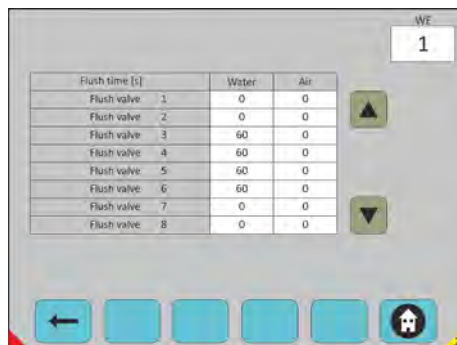 WE
1
Flush time [s] Water Air
Flush valve 1 0 0
Flush valve 2 0 0
Flush valve 3 60 0
Flush valve 4 60 0
Flush valve 5 60 0
Flush valve 6 60 0
Flush valve 7 0 0
Flush valve 8 0 0